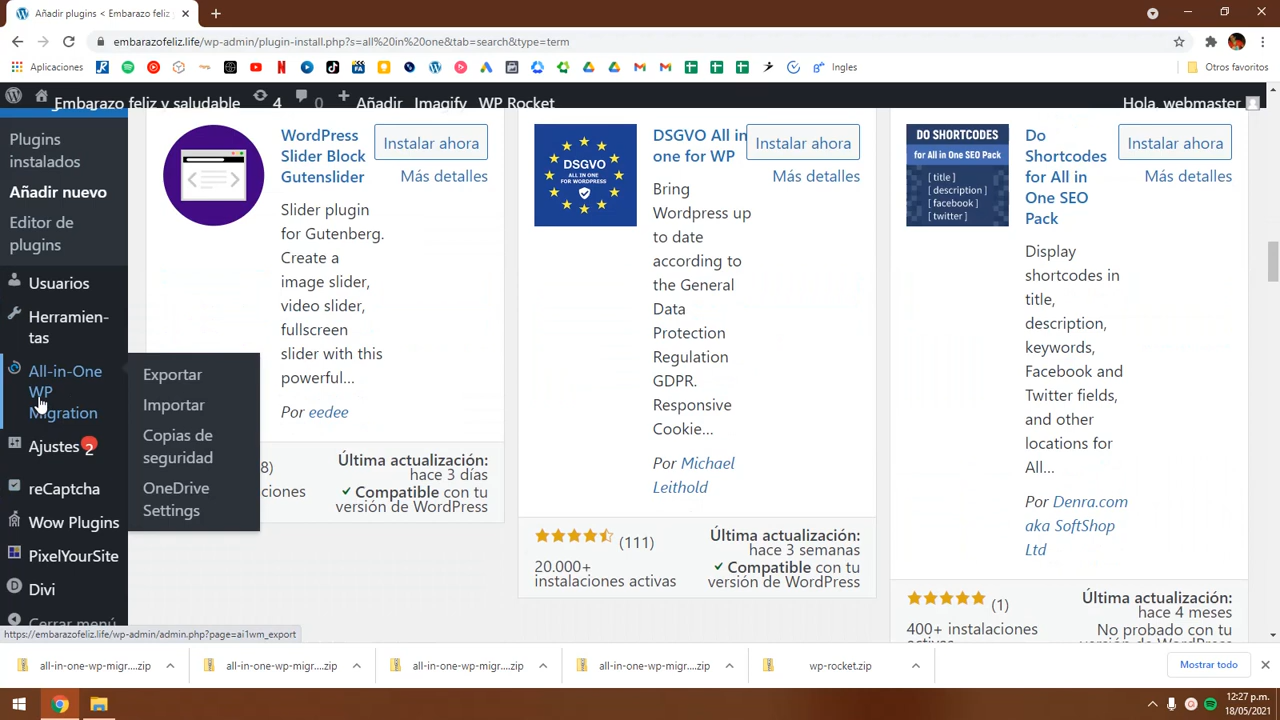 Añadir plugins < Embarazo feliz y
embarazofeliz.life/wp-admin/plugin-install.php?s=all%20in%20one&tab=search&type=term
Aplicaciones
Ingles
Otros favoritos
Embarazo feliz y saludable
4
0
Añadir
Imagify
WP Rocket
Hola, webmaster
Plugins
instalados
Añadir nuevo
Editor de
plugins
Usuarios
Herramien-
tas
All-in-One
WP
Migration
Ajustes 2
reCaptcha
Wow Plugins
PixelYourSite
Divi
Cerrar menú
Exportar
Importar
Copias de
seguridad
OneDrive
Settings
WordPress
Slider Block
Gutenslider
Instalar ahora
Más detalles
Slider plugin
for Gutenberg.
Create a
image slider,
video slider,
fullscreen
slider with this
powerful...
Por eedee
8)
ciones
Última actualización:
hace 3 días
Compatible con tu
versión de WordPress
DSGVO
ALL IN ONE
FOR WORDPRESS
DSGVO All in
one for WP
Instalar ahora
Más detalles
Bring
Wordpress up
to date
according to
the General
Data
Protection
Regulation
GDPR.
Responsive
Cookie...
Por Michael
Leithold
(111)
20.000+
instalaciones activas
Última actualización:
hace 3 semanas
Compatible con tu
versión de WordPress
DO SHORTCODES
for All in One SEO Pack
[ title ]
[ description ]
[ facebook ]
[ twitter ]
Do
Shortcodes
for All in
One SEO
Pack
Instalar ahora
Más detalles
Display
shortcodes in
title,
description,
keywords,
Facebook and
Twitter fields,
and other
locations for
All...
Por Denra.com
aka SoftShop
Ltd
(1)
400+ instalaciones
activas
Última actualización:
hace 4 meses
No probado con tu
versión de WordPress
https://embarazofeliz.life/wp-admin/admin.php?page=ai1wm_export
all-in-one-wp-migr....zip
all-in-one-wp-migr....zip
all-in-one-wp-migr....zip
all-in-one-wp-migr....zip
wp-rocket.zip
Mostrar todo
12:27 p.m.
18/05/2021